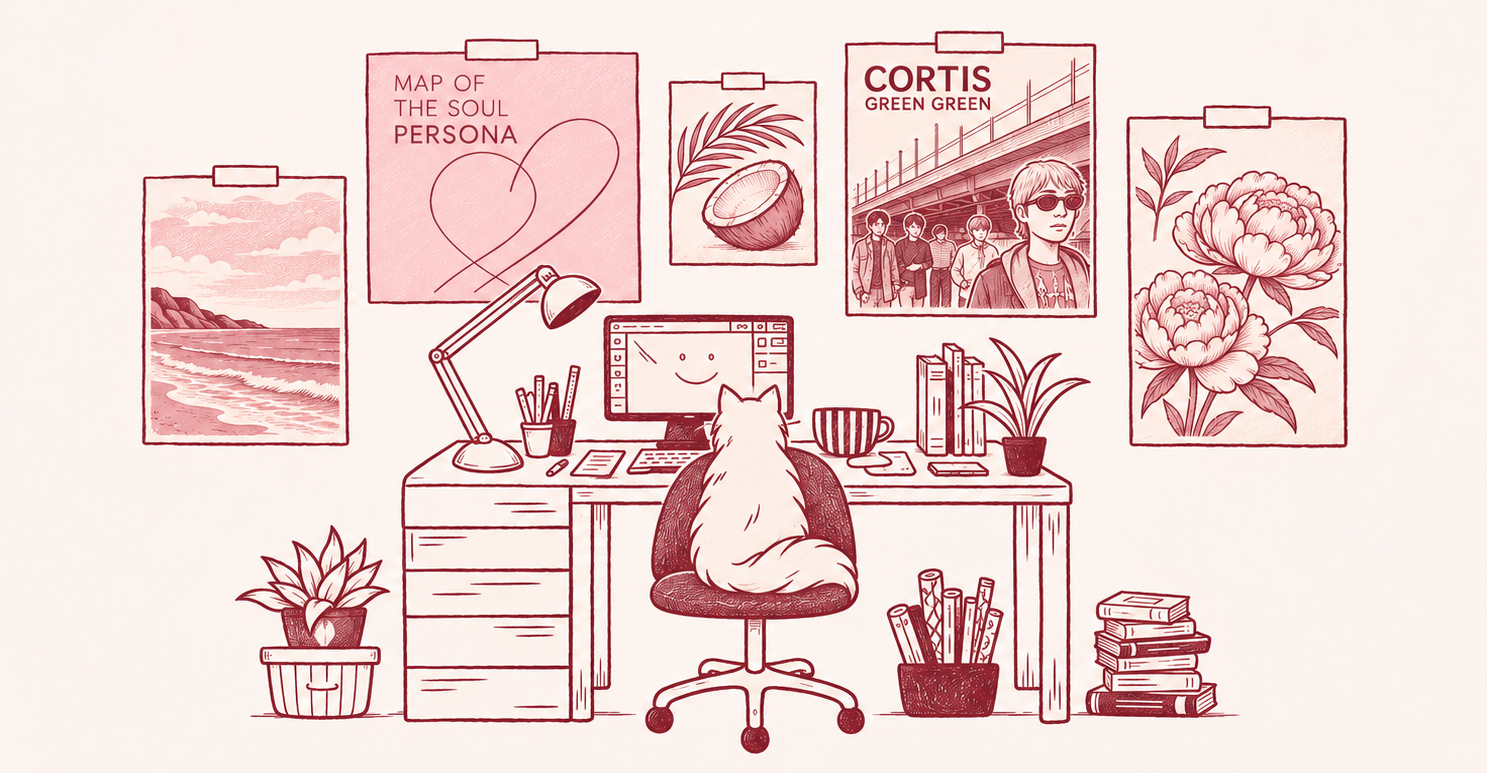 MAP OF
THE SOUL
PERSONA
CORTIS
GREEN GREEN